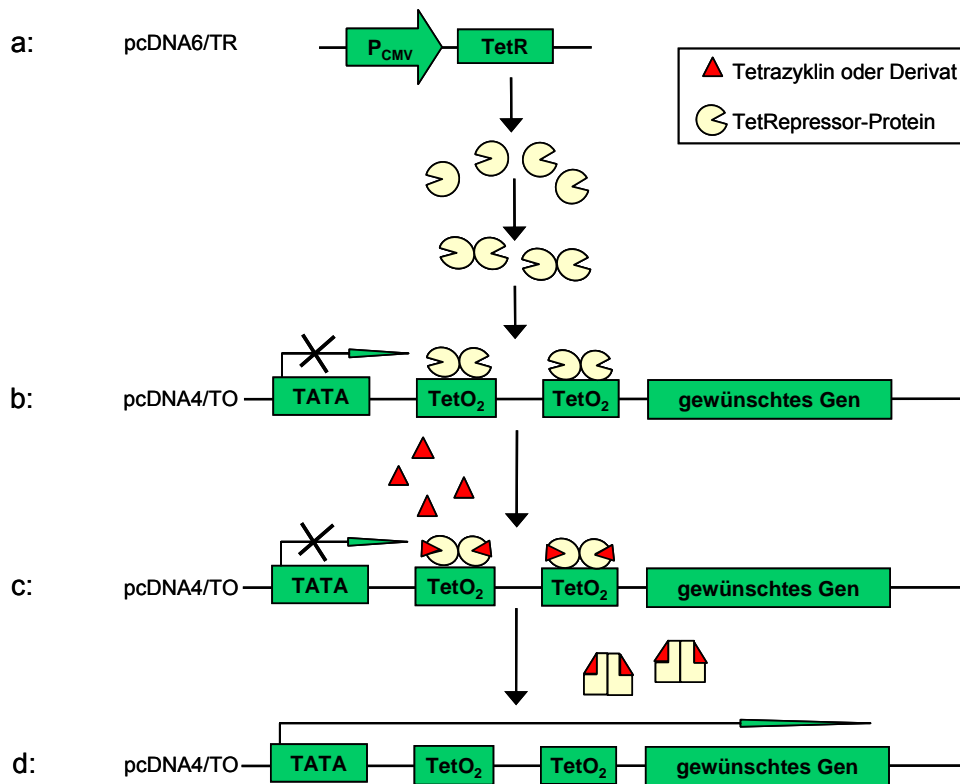 a: pcDNA6/TR P_CMV TetR
Tetrazyklin oder Derivat
TetRepressor-Protein
b: pcDNA4/TO TATA TetO₂ TetO₂ gewünschtes Gen
c: pcDNA4/TO TATA TetO₂ TetO₂ gewünschtes Gen
d: pcDNA4/TO TATA TetO₂ TetO₂ gewünschtes Gen